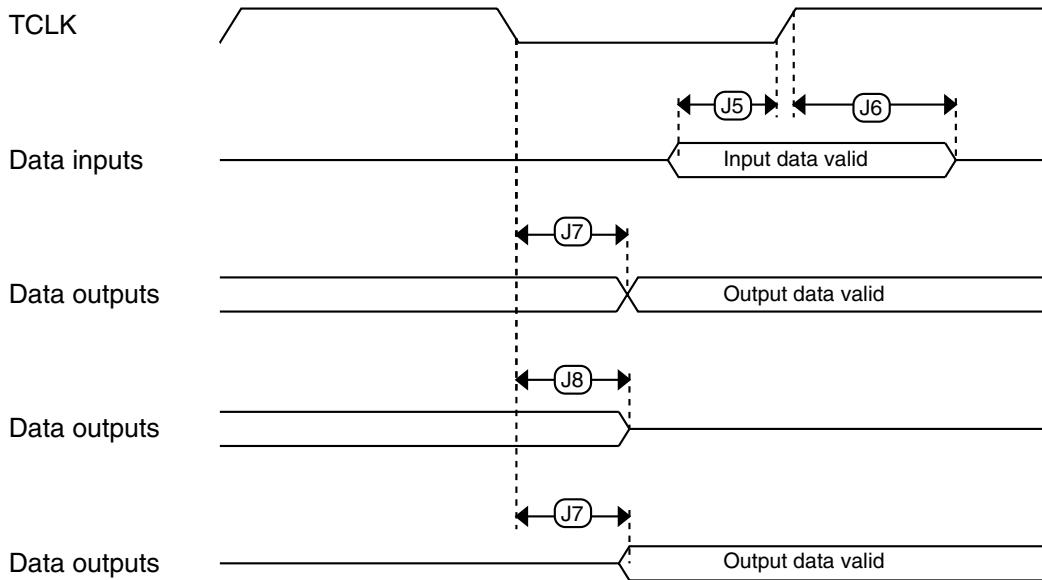 TCLK
J5
J6
Data inputs
Input data valid
J7
Data outputs
Output data valid
J8
Data outputs
J7
Data outputs
Output data valid